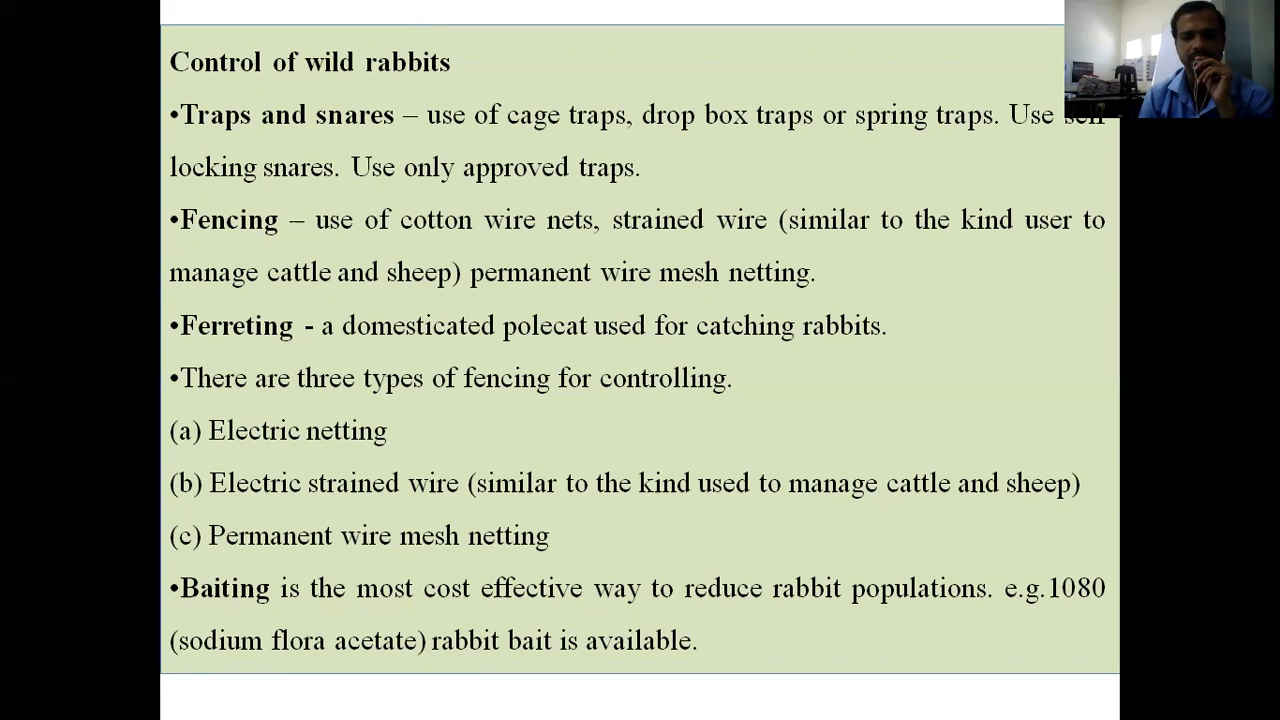 Control of wild rabbits
•Traps and snares – use of cage traps, drop box traps or spring traps. Use self
locking snares. Use only approved traps.
•Fencing – use of cotton wire nets, strained wire (similar to the kind user to
manage cattle and sheep) permanent wire mesh netting.
•Ferreting - a domesticated polecat used for catching rabbits.
•There are three types of fencing for controlling.
(a) Electric netting
(b) Electric strained wire (similar to the kind used to manage cattle and sheep)
(c) Permanent wire mesh netting
•Baiting is the most cost effective way to reduce rabbit populations. e.g.1080
(sodium flora acetate) rabbit bait is available.